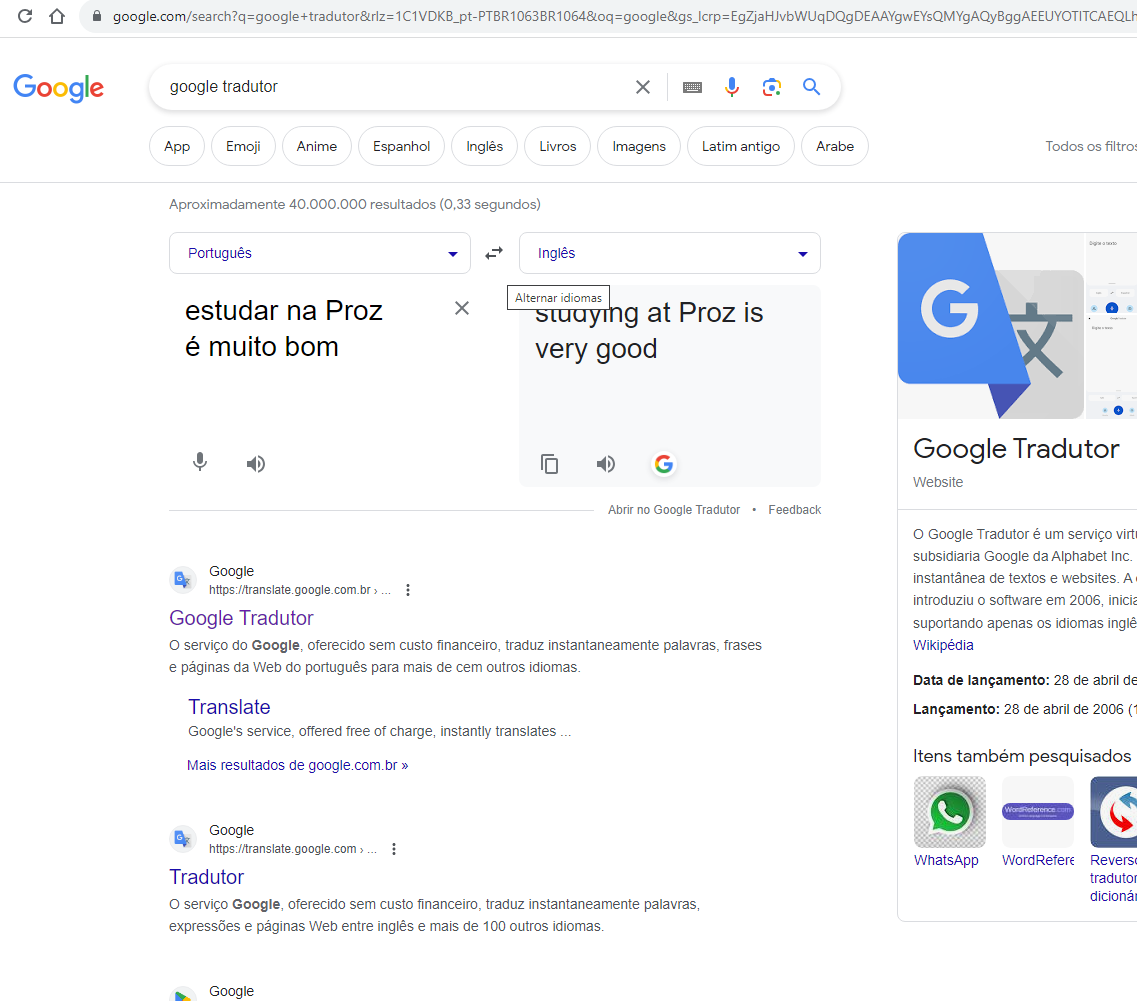 google.com/search?q=google+tradutor&rlz=1C1VDKB_pt-PTBR1063BR1064&oq=google&gs_lcrp=EgZjaHJvbWUqDQgDEAAYgwEYsQMYgAQyBggAEEUYOTITCAEQLh
Google
google tradutor
App
Emoji
Anime
Espanhol
Inglês
Livros
Imagens
Latim antigo
Arabe
Todos os filtros
Aproximadamente 40.000.000 resultados (0,33 segundos)
Português
Inglês
Alternar idiomas
estudar na Proz
é muito bom
studying at Proz is
very good
Abrir no Google Tradutor • Feedback
Google
https://translate.google.com.br › ...
Google Tradutor
O serviço do Google, oferecido sem custo financeiro, traduz instantaneamente palavras, frases
e páginas da Web do português para mais de cem outros idiomas.
Translate
Google's service, offered free of charge, instantly translates ...
Mais resultados de google.com.br »
Google
https://translate.google.com › ...
Tradutor
O serviço Google, oferecido sem custo financeiro, traduz instantaneamente palavras,
expressões e páginas Web entre inglês e mais de 100 outros idiomas.
Google
G
文
Digite o texto
Google Tradutor
Website
O Google Tradutor é um serviço virtu
subsidiaria Google da Alphabet Inc.
instantânea de textos e websites. A
introduziu o software em 2006, inicia
suportando apenas os idiomas inglê
Wikipédia
Data de lançamento: 28 de abril de
Lançamento: 28 de abril de 2006 (1
Itens também pesquisados
WordReference.com
WhatsApp
WordRefere
Reverso
tradutor
dicionár